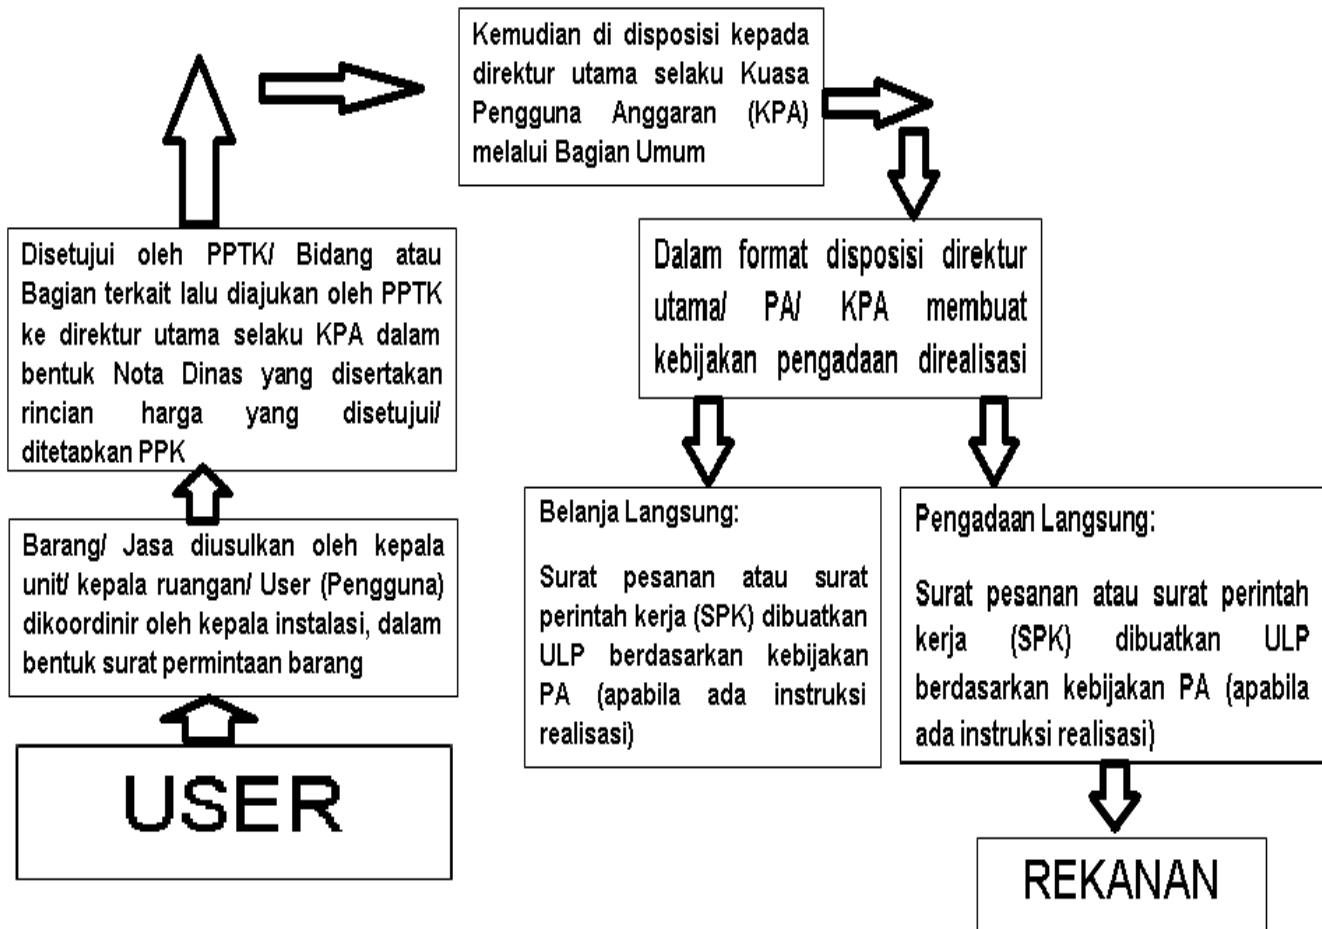 USER
Barang/ Jasa diusulkan oleh kepala
unit/ kepala ruangan/ User (Pengguna)
dikoordinir oleh kepala instalasi, dalam
bentuk surat permintaan barang
Disetujui oleh PPTK/ Bidang atau
Bagian terkait lalu diajukan oleh PPTK
ke direktur utama selaku KPA dalam
bentuk Nota Dinas yang disertakan
rincian harga yang disetujui/
ditetapkan PPK
Kemudian di disposisi kepada
direktur utama selaku Kuasa
Pengguna Anggaran (KPA)
melalui Bagian Umum
Dalam format disposisi direktur
utama/ PA/ KPA membuat
kebijakan pengadaan direalisasi
Belanja Langsung:
Surat pesanan atau surat
perintah kerja (SPK) dibuatkan
ULP berdasarkan kebijakan
PA (apabila ada instruksi
realisasi)
Pengadaan Langsung:
Surat pesanan atau surat perintah
kerja (SPK) dibuatkan ULP
berdasarkan kebijakan PA (apabila
ada instruksi realisasi)
REKANAN